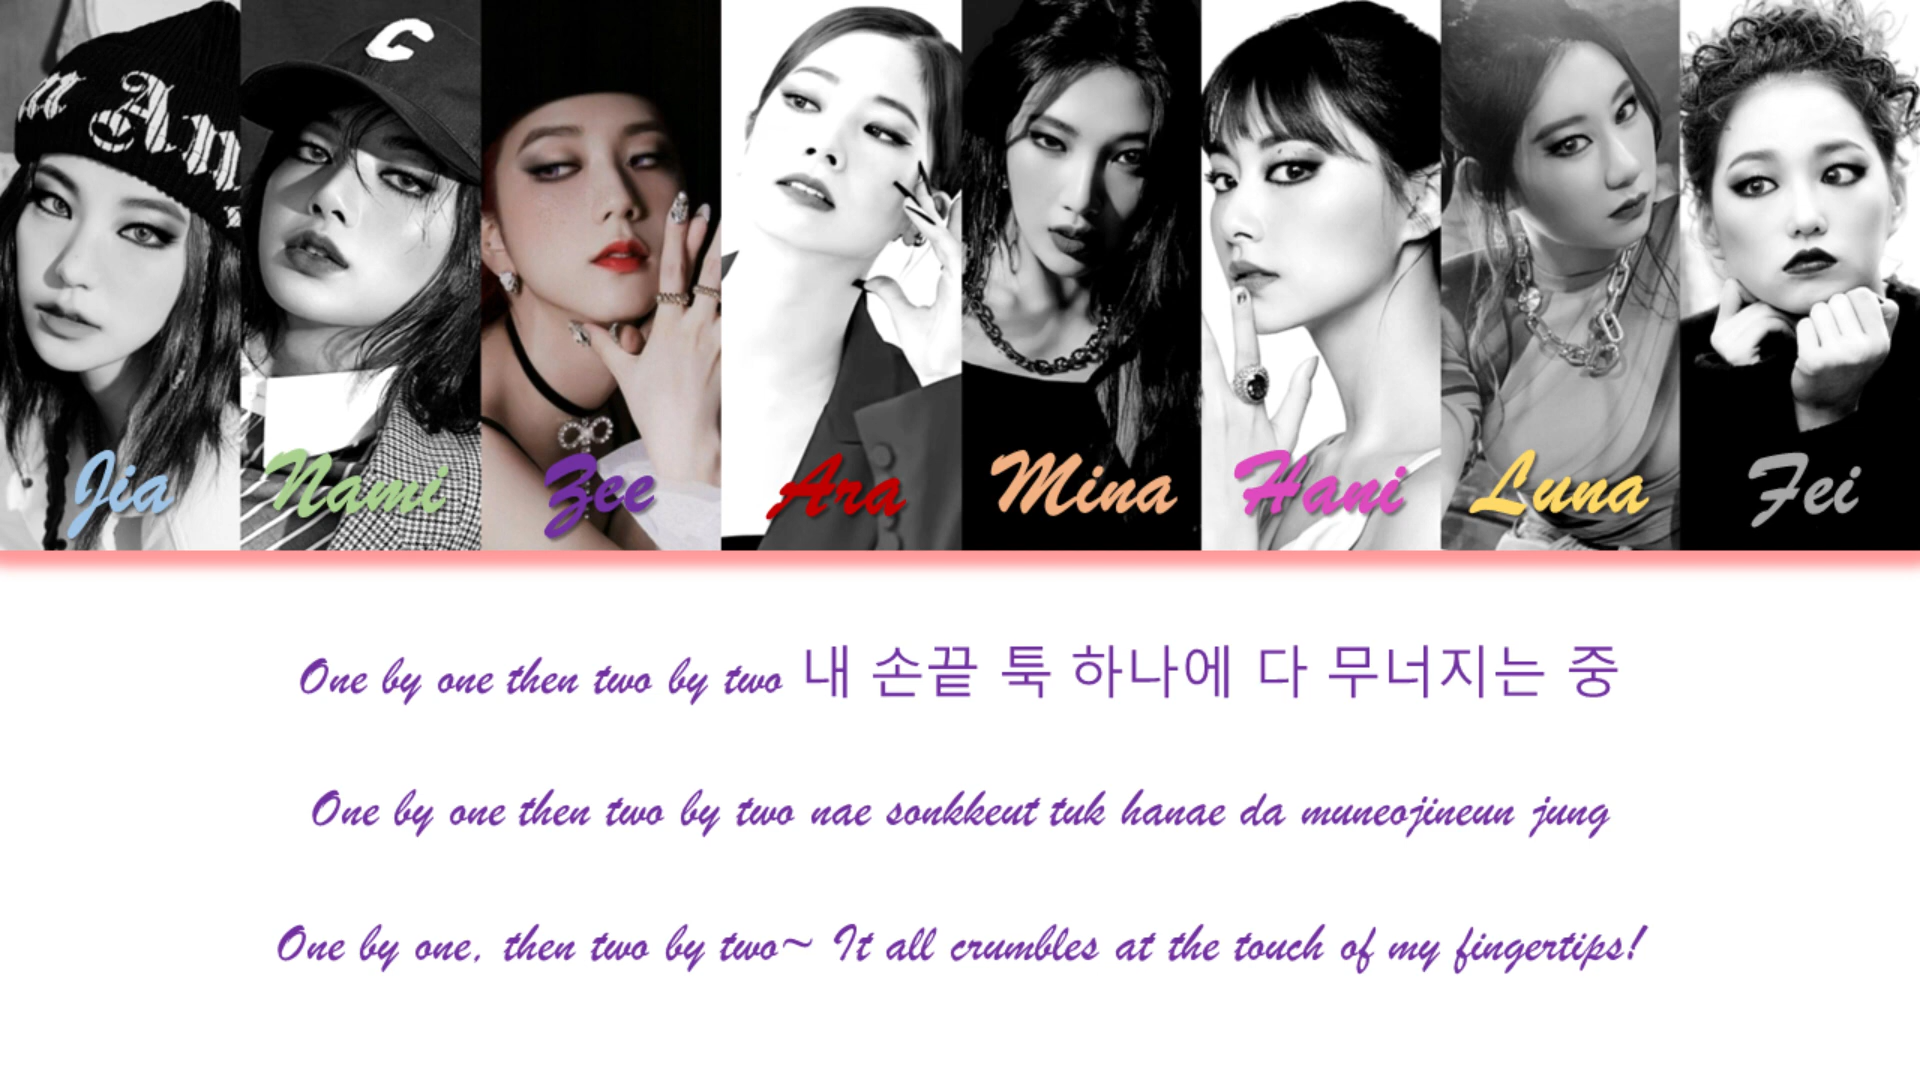 n Am
C
Jia Nami Zee Ara Mina Hani Luna Fei
One by one then two by two 내 손끝 툭 하나에 다 무너지는 중
One by one then two by two nae sonkkeut tuk hanae da muneojineun jung
One by one, then two by two~ It all crumbles at the touch of my fingertips!